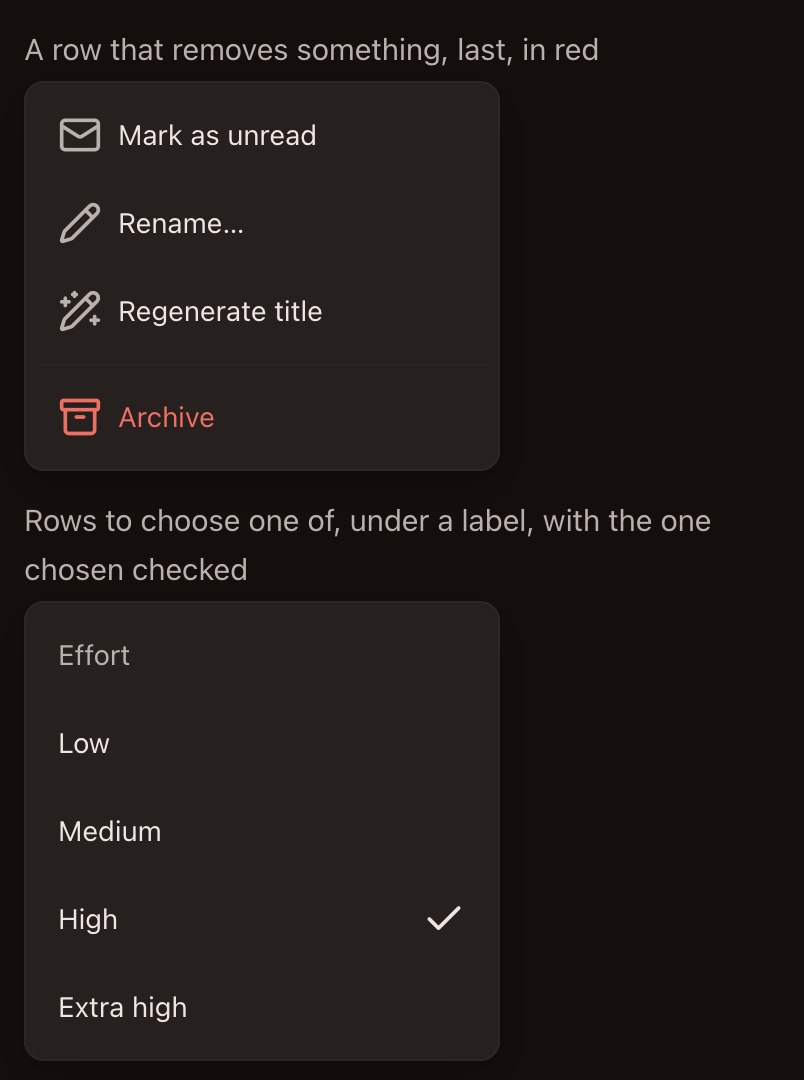 A row that removes something, last, in red
Mark as unread
Rename...
Regenerate title
Archive
Rows to choose one of, under a label, with the one
chosen checked
Effort
Low
Medium
High
Extra high